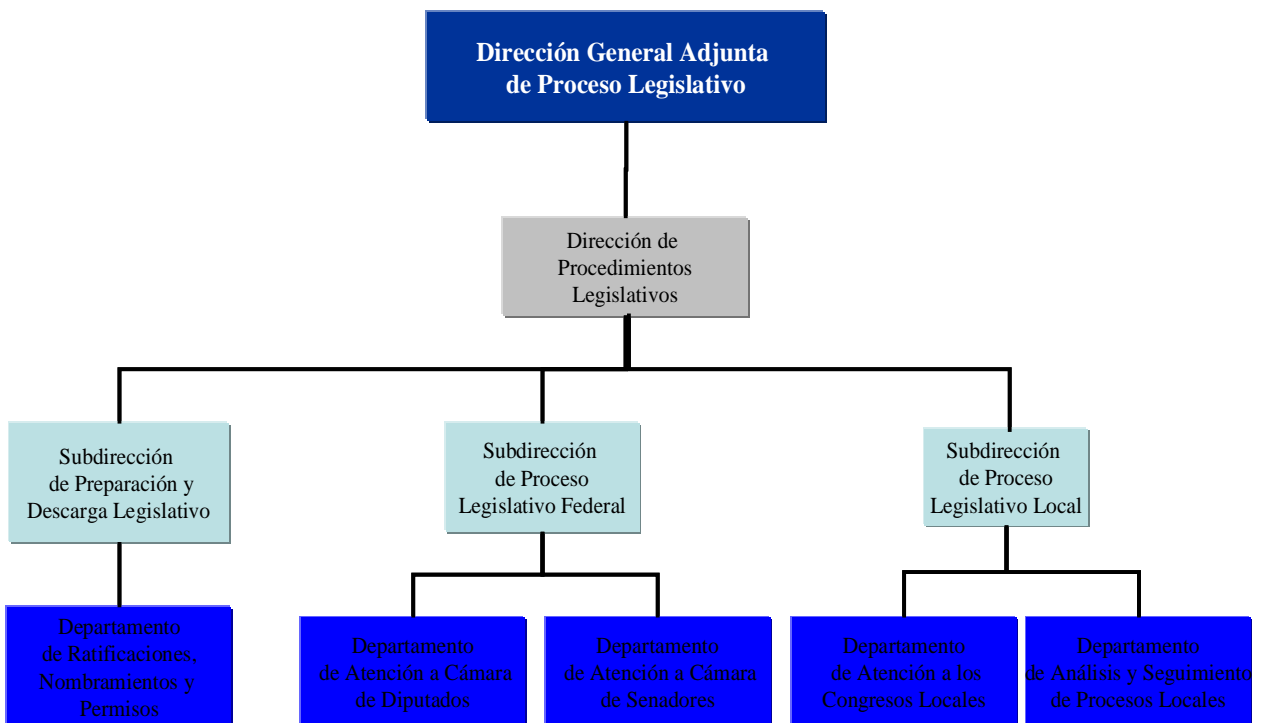 Dirección General Adjunta
de Proceso Legislativo
Dirección de
Procedimientos
Legislativos
Subdirección
de Preparación y
Descarga Legislativo
Subdirección
de Proceso
Legislativo Federal
Subdirección
de Proceso
Legislativo Local
Departamento
de Ratificaciones,
Nombramientos y
Permisos
Departamento
de Atención a Cámara
de Diputados
Departamento
de Atención a Cámara
de Senadores
Departamento
de Atención a los
Congresos Locales
Departamento
de Análisis y Seguimiento
de Procesos Locales